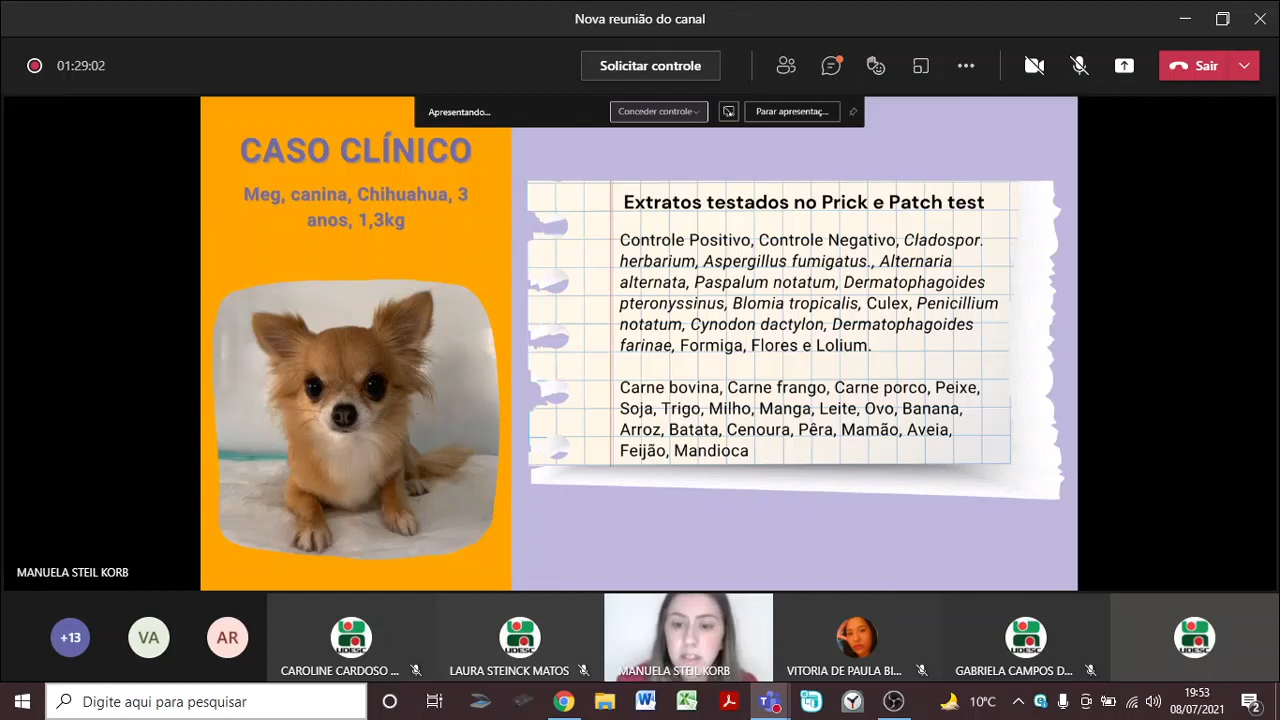 Nova reunião do canal
01:29:02
Solicitar controle
Sair
Apresentando...
Conceder controle
Parar apresentaç...
CASO CLÍNICO
Meg, canina, Chihuahua, 3
anos, 1,3kg
Extratos testados no Prick e Patch test
Controle Positivo, Controle Negativo, Cladospor.
herbarium, Aspergillus fumigatus., Alternaria
alternata, Paspalum notatum, Dermatophagoides
pteronyssinus, Blomia tropicalis, Culex, Penicillium
notatum, Cynodon dactylon, Dermatophagoides
farinae, Formiga, Flores e Lolium.
Carne bovina, Carne frango, Carne porco, Peixe,
Soja, Trigo, Milho, Manga, Leite, Ovo, Banana,
Arroz, Batata, Cenoura, Pêra, Mamão, Aveia,
Feijão, Mandioca
MANUELA STEIL KORB
+13
VA
AR
UDESC
UDESC
UDESC
UDESC
CAROLINE CARDOSO ...
LAURA STEINCK MATOS
MANUELA STEIL KORB
VITORIA DE PAULA BI...
GABRIELA CAMPOS D...
Digite aqui para pesquisar
10°C
19:53
08/07/2021
2